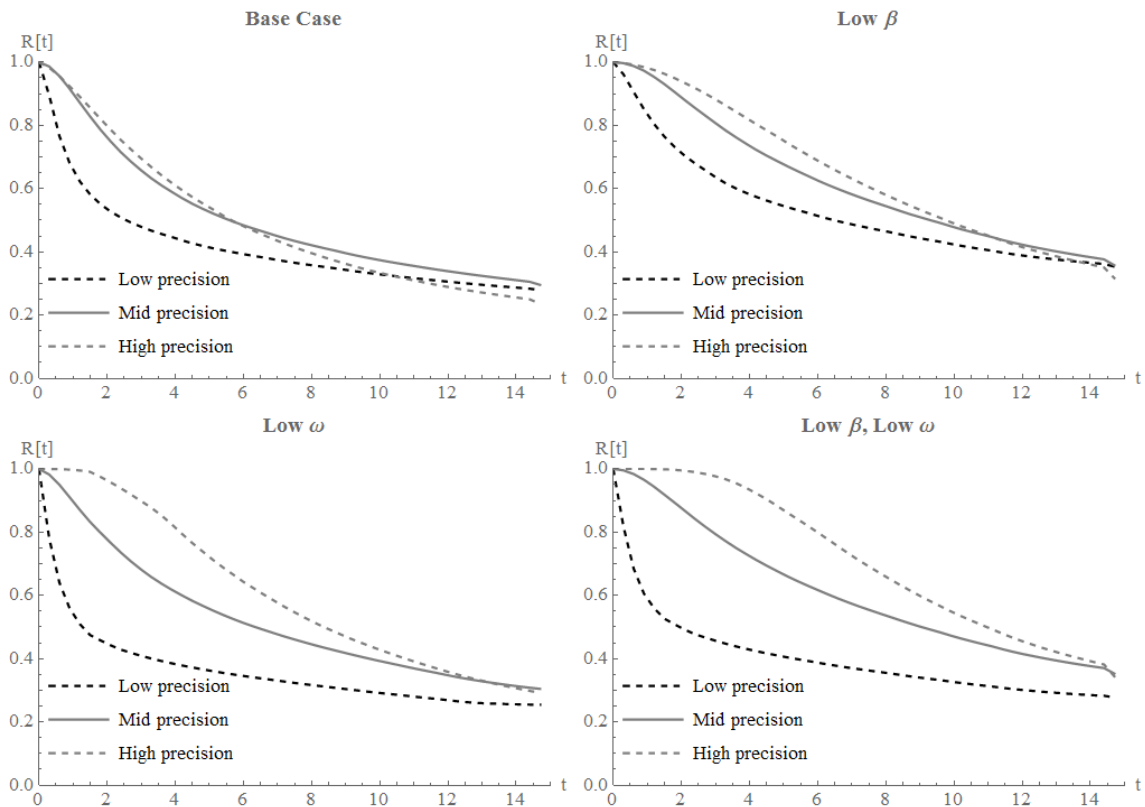 Base Case
R[t]
1.0
0.8
0.6
0.4
0.2
0.0
Low precision
Mid precision
High precision
0 2 4 6 8 10 12 14 t
Low β
R[t]
1.0
0.8
0.6
0.4
0.2
0.0
Low precision
Mid precision
High precision
0 2 4 6 8 10 12 14 t
Low ω
R[t]
1.0
0.8
0.6
0.4
0.2
0.0
Low precision
Mid precision
High precision
0 2 4 6 8 10 12 14 t
Low β, Low ω
R[t]
1.0
0.8
0.6
0.4
0.2
0.0
Low precision
Mid precision
High precision
0 2 4 6 8 10 12 14 t